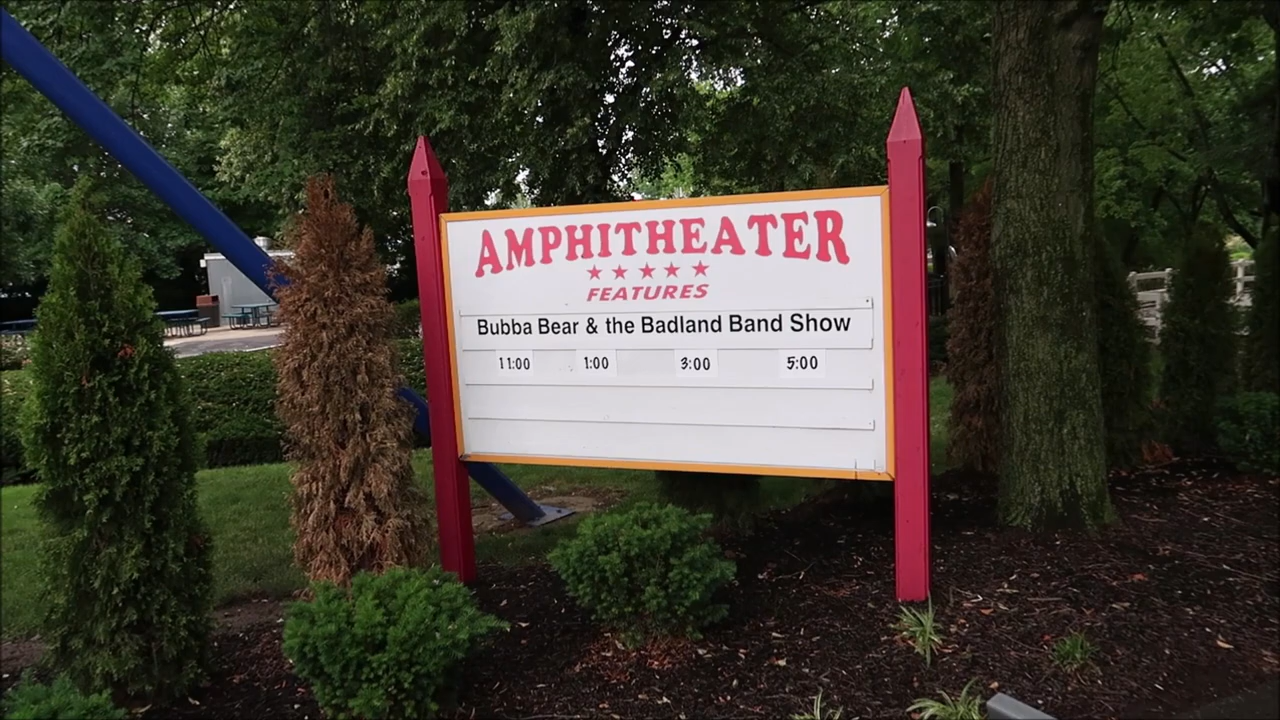 AMPHITHEATER
★★★★★
FEATURES
Bubba Bear & the Badland Band Show
11:00 1:00 3:00 5:00